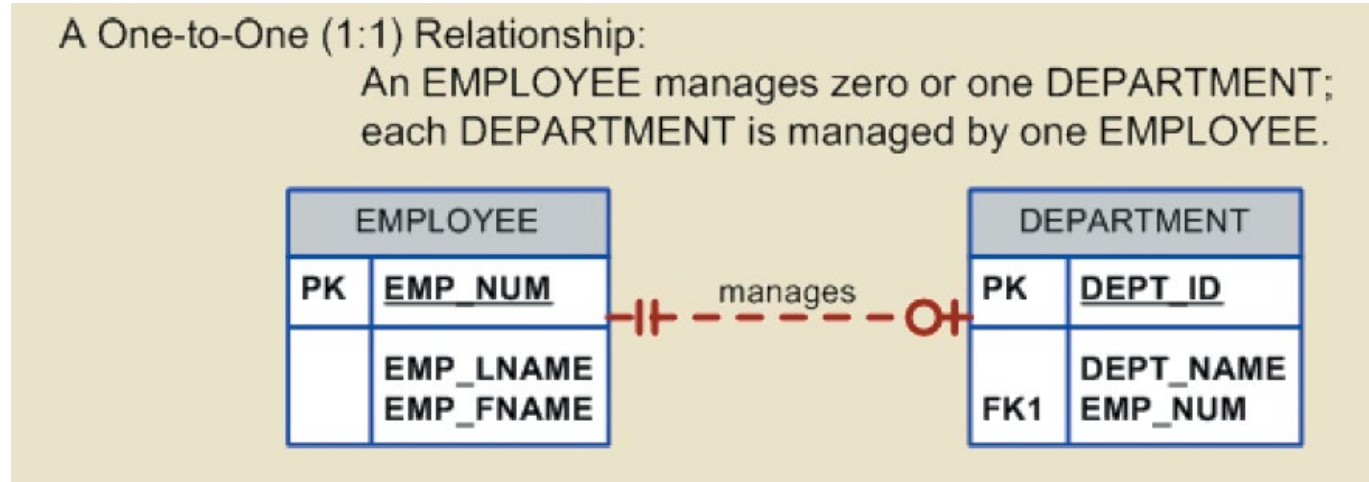 A One-to-One (1:1) Relationship:
An EMPLOYEE manages zero or one DEPARTMENT;
each DEPARTMENT is managed by one EMPLOYEE.
EMPLOYEE
PK EMP_NUM
EMP_LNAME
EMP_FNAME
manages
DEPARTMENT
PK DEPT_ID
DEPT_NAME
FK1 EMP_NUM